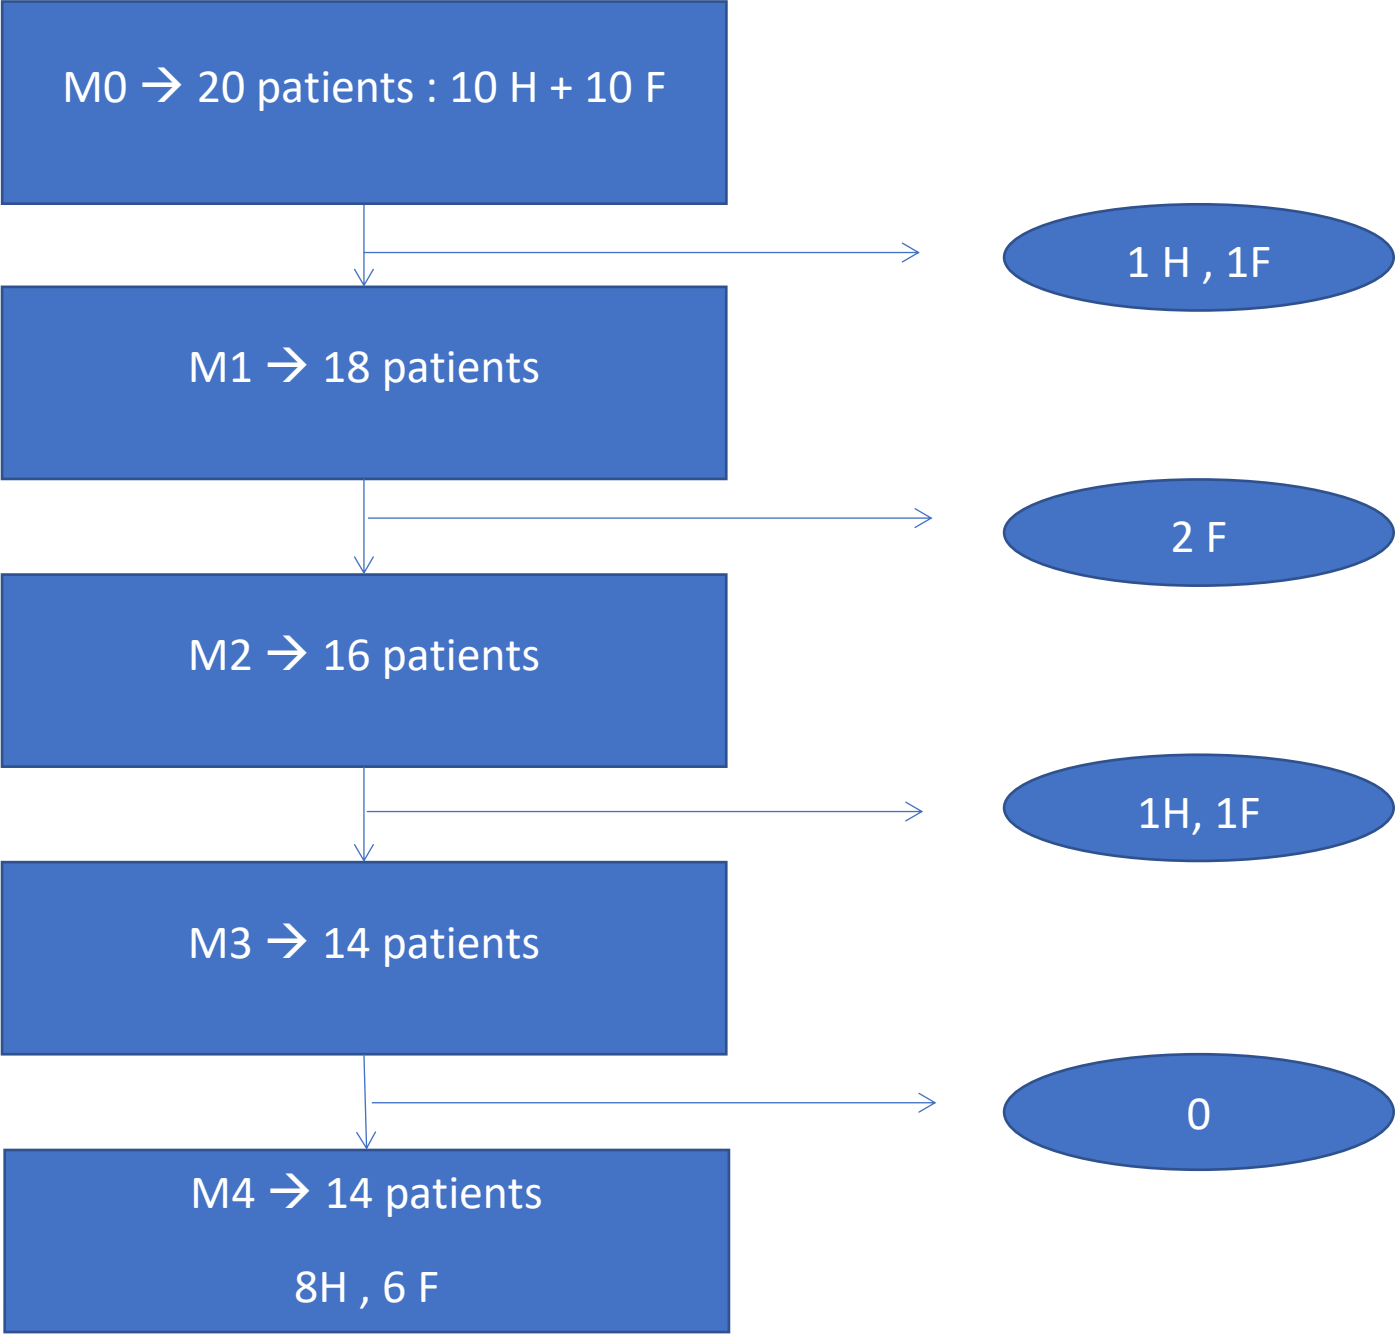 M0 → 20 patients : 10 H + 10 F
1 H , 1F
M1 → 18 patients
2 F
M2 → 16 patients
1H, 1F
M3 → 14 patients
0
M4 → 14 patients
8H , 6 F